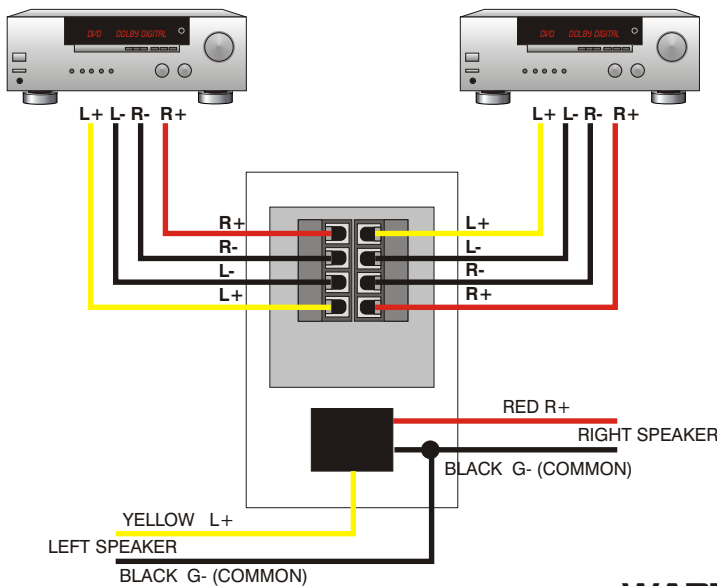 DVD DOLBY DIGITAL
DVD DOLBY DIGITAL
L+ L- R- R+
L+ L- R- R+
R+
L+
R-
L-
L-
R-
L+
R+
RED R+
RIGHT SPEAKER
BLACK G- (COMMON)
YELLOW L+
LEFT SPEAKER
BLACK G- (COMMON)